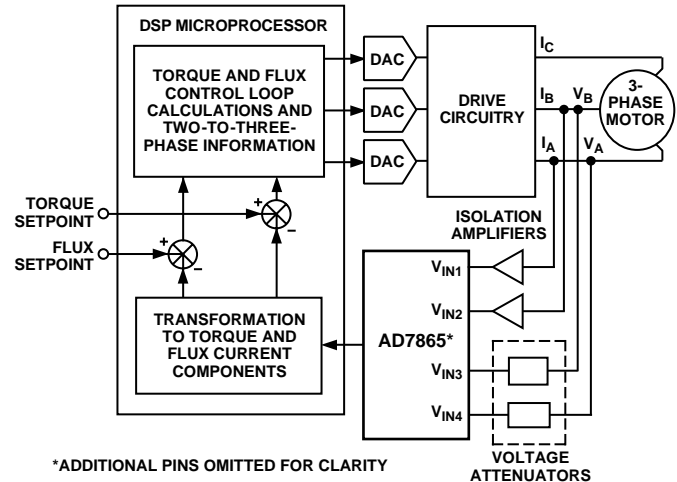 DSP MICROPROCESSOR
TORQUE AND FLUX
CONTROL LOOP
CALCULATIONS AND
TWO-TO-THREE-
PHASE INFORMATION
DAC
DAC
DAC
DRIVE
CIRCUITRY
I_C
I_B
V_B
I_A
V_A
3-
PHASE
MOTOR
TORQUE
SETPOINT
+
−
FLUX
SETPOINT
+
−
TRANSFORMATION
TO TORQUE AND
FLUX CURRENT
COMPONENTS
ISOLATION
AMPLIFIERS
V_IN1
V_IN2
AD7865*
V_IN3
V_IN4
VOLTAGE
ATTENUATORS
*ADDITIONAL PINS OMITTED FOR CLARITY